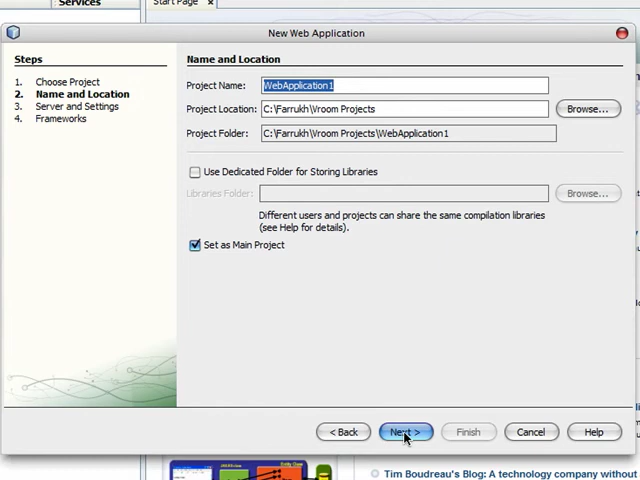 Services
Start Page
New Web Application
Steps
1. Choose Project
2. Name and Location
3. Server and Settings
4. Frameworks
Name and Location
Project Name: WebApplication1
Project Location: C:\Farrukh\Vroom Projects Browse...
Project Folder: C:\Farrukh\Vroom Projects\WebApplication1
Use Dedicated Folder for Storing Libraries
Libraries Folder: Browse...
Different users and projects can share the same compilation libraries
(see Help for details).
Set as Main Project
< Back Next > Finish Cancel Help
Tim Boudreau's Blog: A technology company without